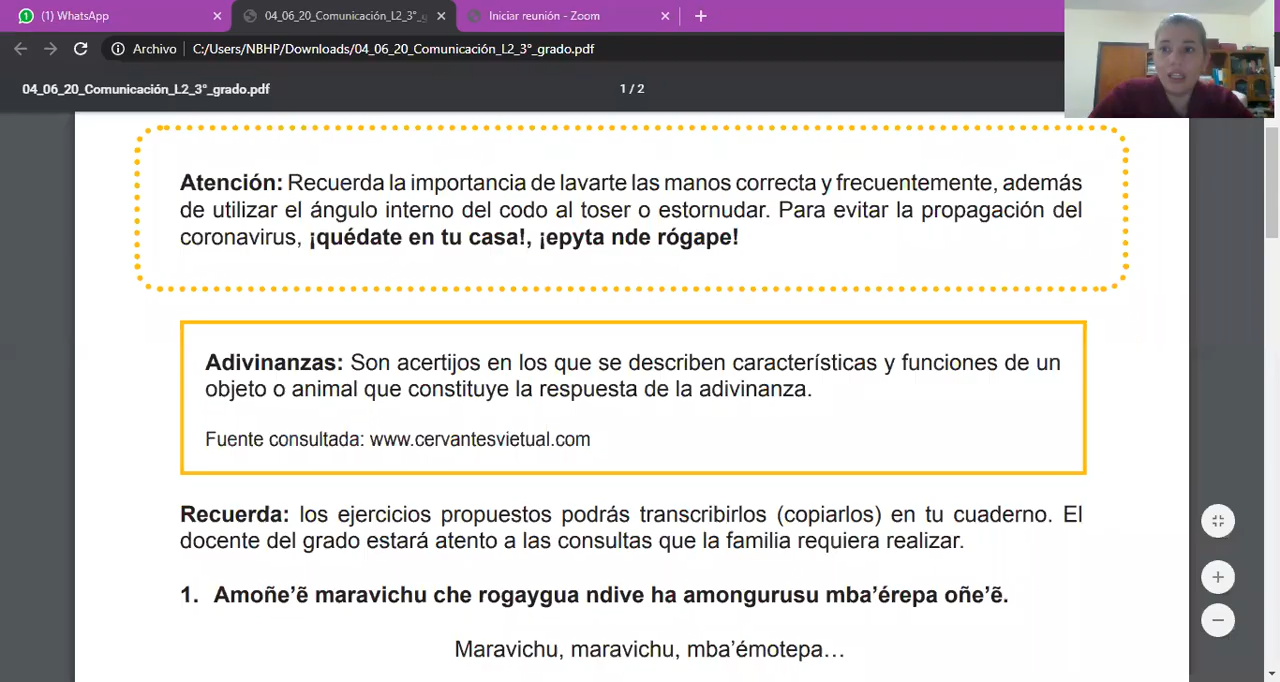 (1) WhatsApp
04_06_20_Comunicación_L2_3°_g
Iniciar reunión - Zoom
Archivo
C:/Users/NBHP/Downloads/04_06_20_Comunicación_L2_3°_grado.pdf
04_06_20_Comunicación_L2_3°_grado.pdf
1 / 2
Atención: Recuerda la importancia de lavarte las manos correcta y frecuentemente, además
de utilizar el ángulo interno del codo al toser o estornudar. Para evitar la propagación del
coronavirus, ¡quédate en tu casa!, ¡epyta nde rógape!
Adivinanzas: Son acertijos en los que se describen características y funciones de un
objeto o animal que constituye la respuesta de la adivinanza.
Fuente consultada: www.cervantesvietual.com
Recuerda: los ejercicios propuestos podrás transcribirlos (copiarlos) en tu cuaderno. El
docente del grado estará atento a las consultas que la familia requiera realizar.
1. Amoñe’ẽ maravichu che rogaygua ndive ha amongurusu mba’érepa oñe’ẽ.
Maravichu, maravichu, mba’émotepa…